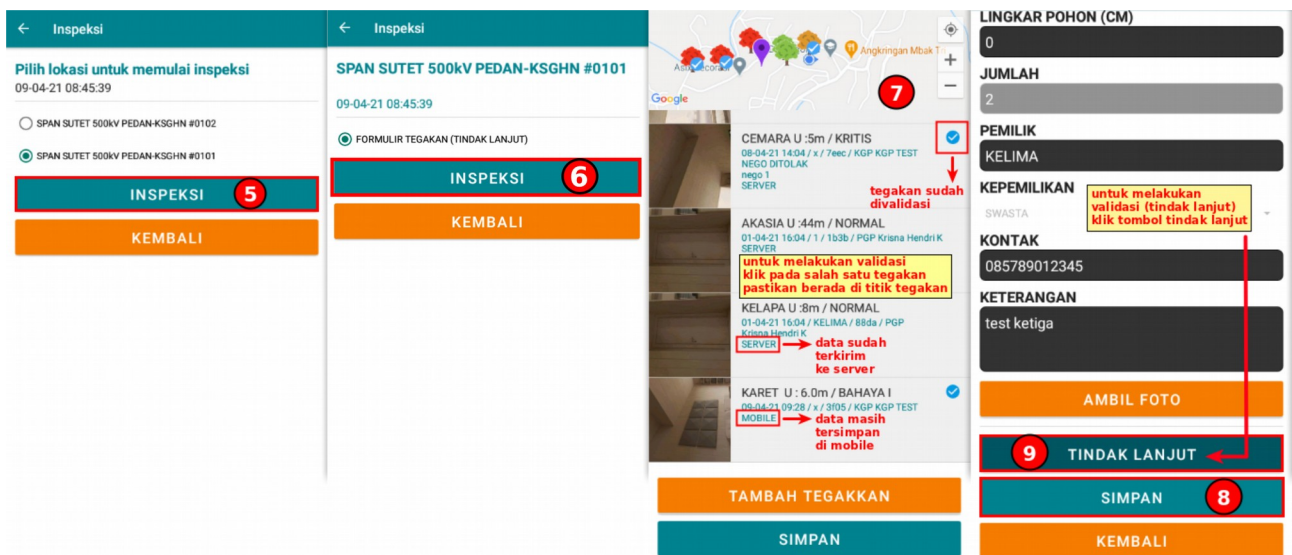 Inspeksi
Pilih lokasi untuk memulai inspeksi
09-04-21 08:45:39
SPAN SUTET 500kV PEDAN-KSGHN #0102
SPAN SUTET 500kV PEDAN-KSGHN #0101
INSPEKSI
5
KEMBALI
Inspeksi
SPAN SUTET 500kV PEDAN-KSGHN #0101
09-04-21 08:45:39
FORMULIR TEGAKAN (TINDAK LANJUT)
INSPEKSI
6
KEMBALI
Angkringan Mbak
Google
7
+
−
CEMARA U :5m / KRITIS
08-04-21 14:04 / x / 7eec / KGP KGP TEST
NEGO DITOLAK
nego 1
SERVER
tegakan sudah
divalidasi
AKASIA U :44m / NORMAL
01-04-21 16:04 / 1 / 1b3b / PGP Krisna Hendri K
SERVER
untuk melakukan validasi
klik pada salah satu tegakan
pastikan berada di titik tegakan
KELAPA U :8m / NORMAL
01-04-21 16:04 / KELIMA / 88da / PGP
Krisna Hendri K
SERVER
data sudah
terkirim
ke server
KARET U : 6.0m / BAHAYA I
09-04-21 09:28 / x / 3f05 / KGP KGP TEST
MOBILE
data masih
tersimpan
di mobile
TAMBAH TEGAKKAN
SIMPAN
LINGKAR POHON (CM)
0
JUMLAH
2
PEMILIK
KELIMA
KEPEMILIKAN
SWASTA
untuk melakukan
validasi (tindak lanjut)
klik tombol tindak lanjut
KONTAK
085789012345
KETERANGAN
test ketiga
AMBIL FOTO
9
TINDAK LANJUT
SIMPAN
8
KEMBALI